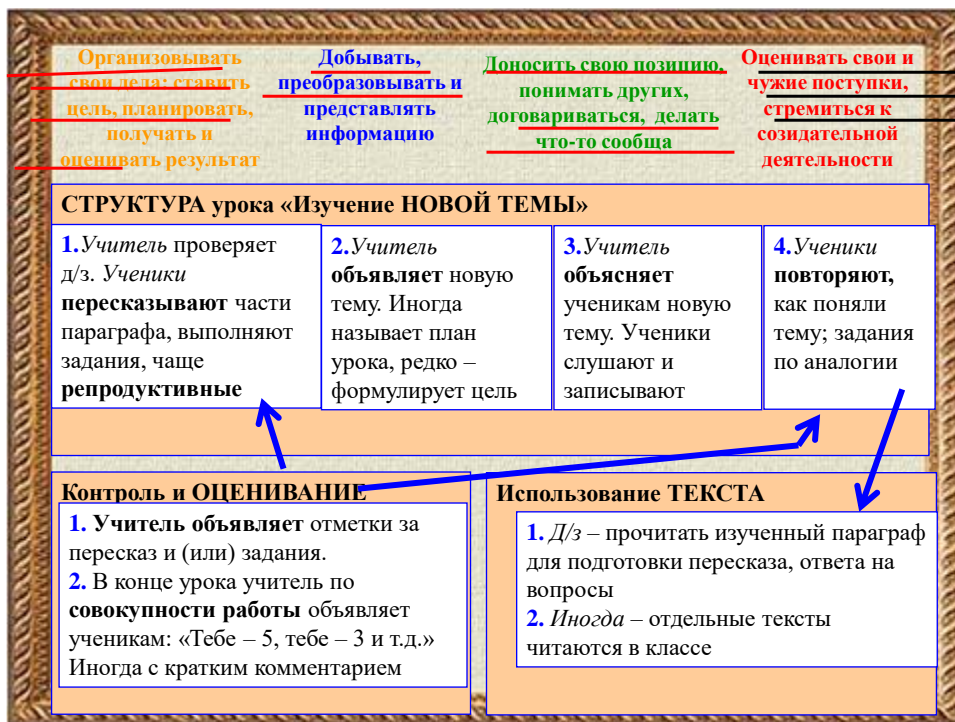 Организовывать
свои дела: ставить
цель, планировать,
получать и
оценивать результат
Добывать,
преобразовывать и
представлять
информацию
Доносить свою позицию,
понимать других,
договариваться, делать
что-то сообща
Оценивать свои и
чужие поступки,
стремиться к
созидательной
деятельности
СТРУКТУРА урока «Изучение НОВОЙ ТЕМЫ»
1.Учитель проверяет
д/з. Ученики
пересказывают части
параграфа, выполняют
задания, чаще
репродуктивные
2.Учитель
объявляет новую
тему. Иногда
называет план
урока, редко –
формулирует цель
3.Учитель
объясняет
ученикам новую
тему. Ученики
слушают и
записывают
4.Ученики
повторяют,
как поняли
тему; задания
по аналогии
Контроль и ОЦЕНИВАНИЕ
1. Учитель объявляет отметки за
пересказ и (или) задания.
2. В конце урока учитель по
совокупности работы объявляет
ученикам: «Тебе – 5, тебе – 3 и т.д.»
Иногда с кратким комментарием
Использование ТЕКСТА
1. Д/з – прочитать изученный параграф
для подготовки пересказа, ответа на
вопросы
2. Иногда – отдельные тексты
читаются в классе